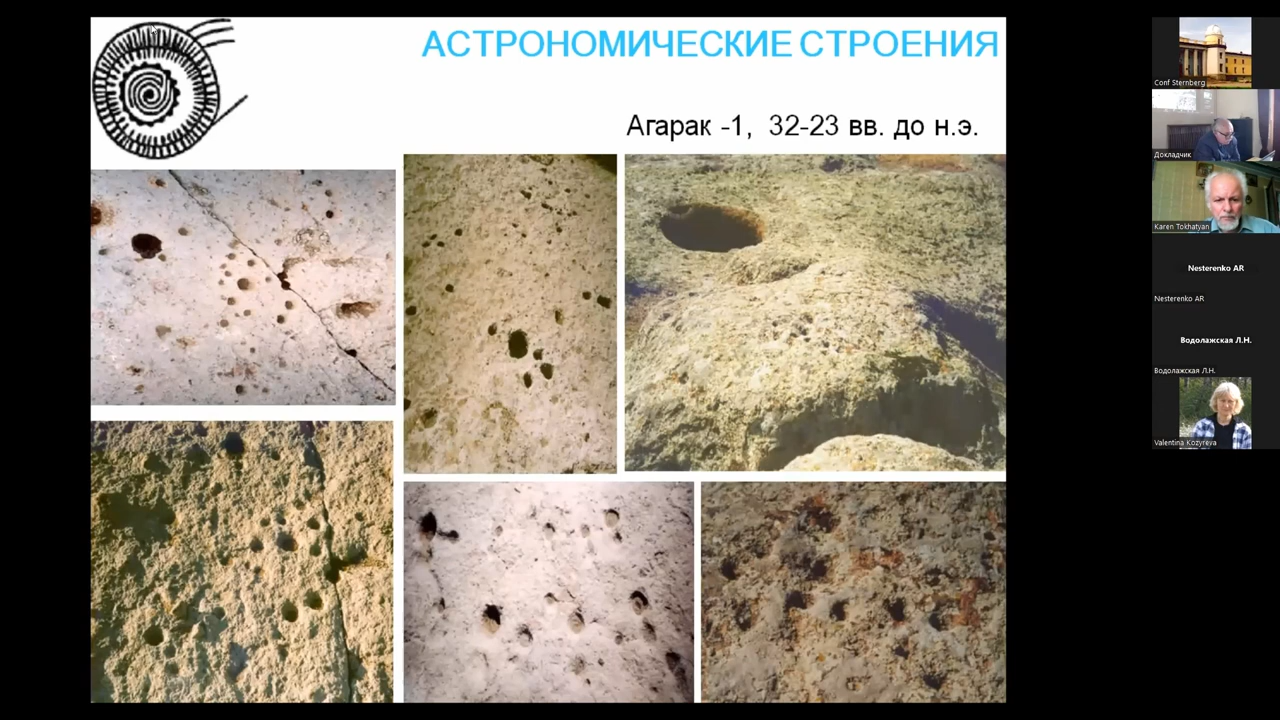 АСТРОНОМИЧЕСКИЕ СТРОЕНИЯ
Агарак -1, 32-23 вв. до н.э.
Conf Sternberg
Докладчик
Karen Tokhatyan
Nesterenko AR
Nesterenko AR
Водолажская Л.Н.
Водолажская Л.Н.
Valentina Kozyreva